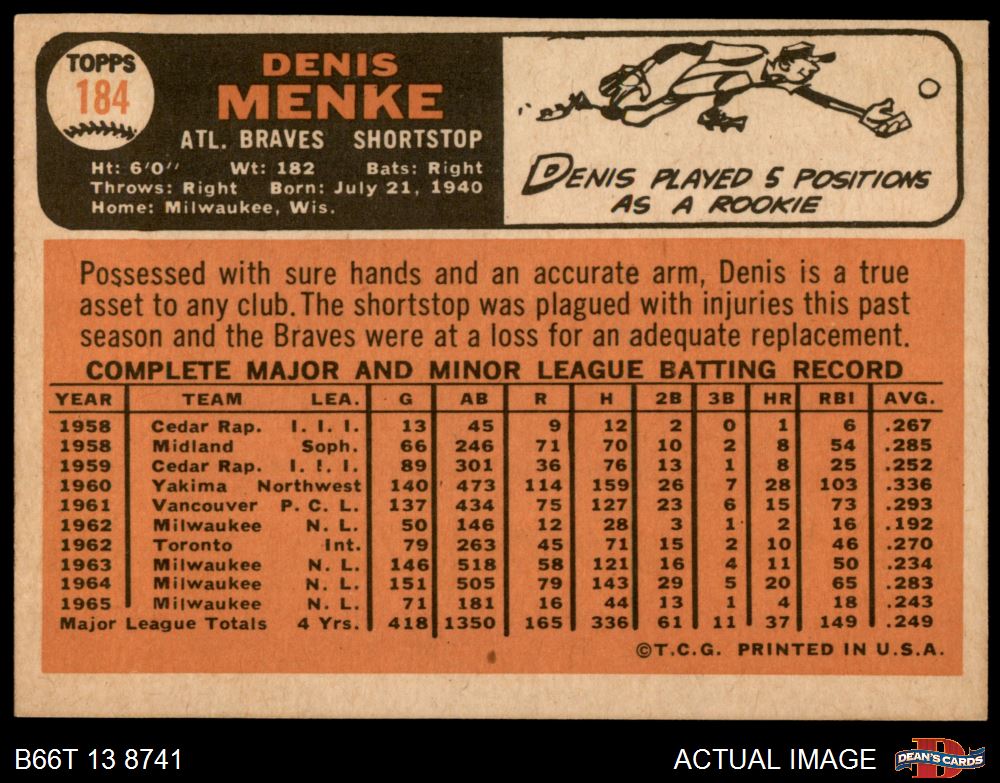 TOPPS
184
DENIS
MENKE
ATL. BRAVES SHORTSTOP
Ht: 6'0" Wt: 182 Bats: Right
Throws: Right Born: July 21, 1940
Home: Milwaukee, Wis.
DENIS PLAYED 5 POSITIONS
AS A ROOKIE
Possessed with sure hands and an accurate arm, Denis is a true
asset to any club. The shortstop was plagued with injuries this past
season and the Braves were at a loss for an adequate replacement.
COMPLETE MAJOR AND MINOR LEAGUE BATTING RECORD
YEAR TEAM LEA. G AB R H 2B 3B HR RBI AVG.
1958 Cedar Rap. I. I. I. 13 45 9 12 2 0 1 6 .267
1958 Midland Soph. 66 246 71 70 10 2 8 54 .285
1959 Cedar Rap. I. I. I. 89 301 36 76 13 1 8 25 .252
1960 Yakima Northwest 140 473 114 159 26 7 28 103 .336
1961 Vancouver P. C. L. 137 434 75 127 23 6 15 73 .293
1962 Milwaukee N. L. 50 146 12 28 3 1 2 16 .192
1962 Toronto Int. 79 263 45 71 15 2 10 46 .270
1963 Milwaukee N. L. 146 518 58 121 16 4 11 50 .234
1964 Milwaukee N. L. 151 505 79 143 29 5 20 65 .283
1965 Milwaukee N. L. 71 181 16 44 13 1 4 18 .243
Major League Totals 4 Yrs. 418 1350 165 336 61 11 37 149 .249
©T.C.G. PRINTED IN U.S.A.
B66T 13 8741
ACTUAL IMAGE
D
DEAN'S CARDS